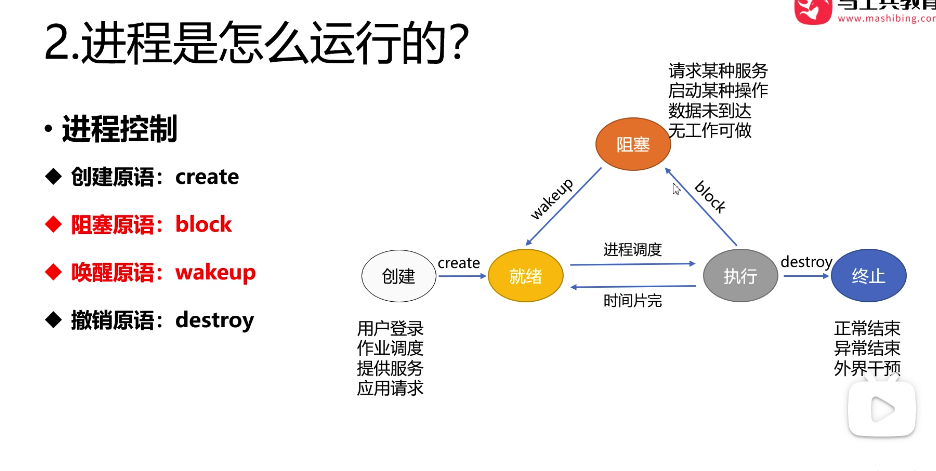 马士兵教育
www.mashibing.com
2.进程是怎么运行的?
• 进程控制
◆ 创建原语：create
◆ 阻塞原语：block
◆ 唤醒原语：wakeup
◆ 撤销原语：destroy
请求某种服务
启动某种操作
数据未到达
无工作可做
阻塞
wakeup
block
创建
create
就绪
进程调度
时间片完
执行
destroy
终止
用户登录
作业调度
提供服务
应用请求
正常结束
异常结束
外界干预